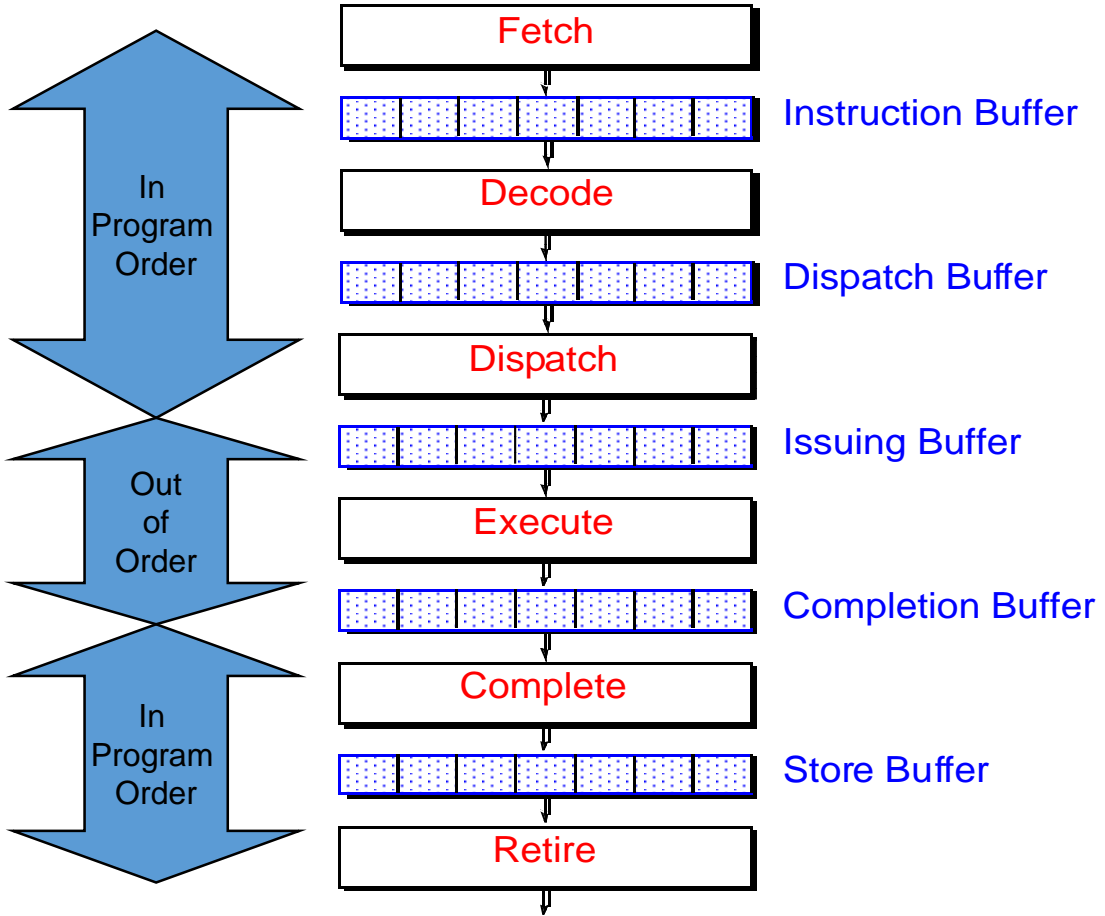 Fetch
Instruction Buffer
In
Program
Order
Decode
Dispatch Buffer
Dispatch
Issuing Buffer
Out
of
Order
Execute
Completion Buffer
Complete
In
Program
Order
Store Buffer
Retire